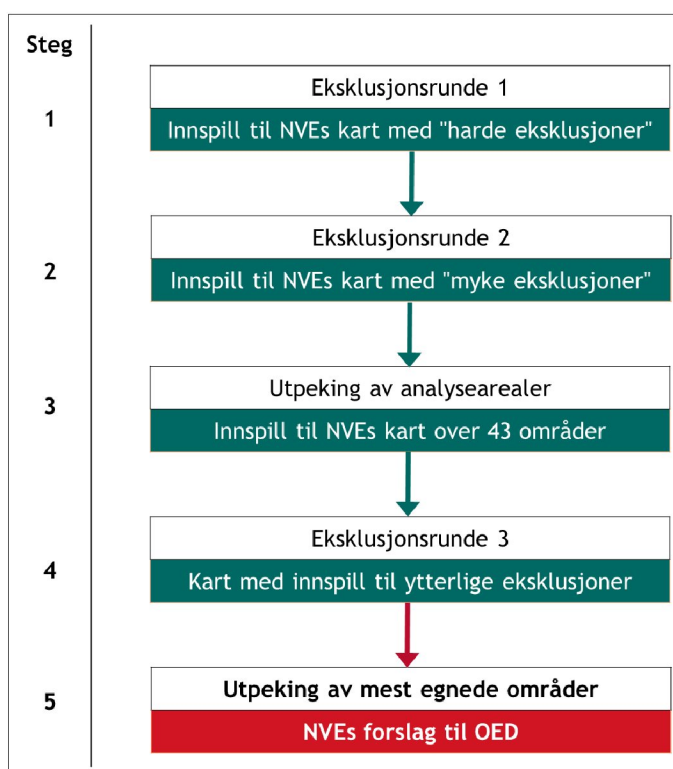 Steg
1
Eksklusjonsrunde 1
Innspill til NVEs kart med "harde eksklusjoner"
2
Eksklusjonsrunde 2
Innspill til NVEs kart med "myke eksklusjoner"
3
Utpeking av analysearealer
Innspill til NVEs kart over 43 områder
4
Eksklusjonsrunde 3
Kart med innspill til ytterlige eksklusjoner
5
Utpeking av mest egnede områder
NVEs forslag til OED